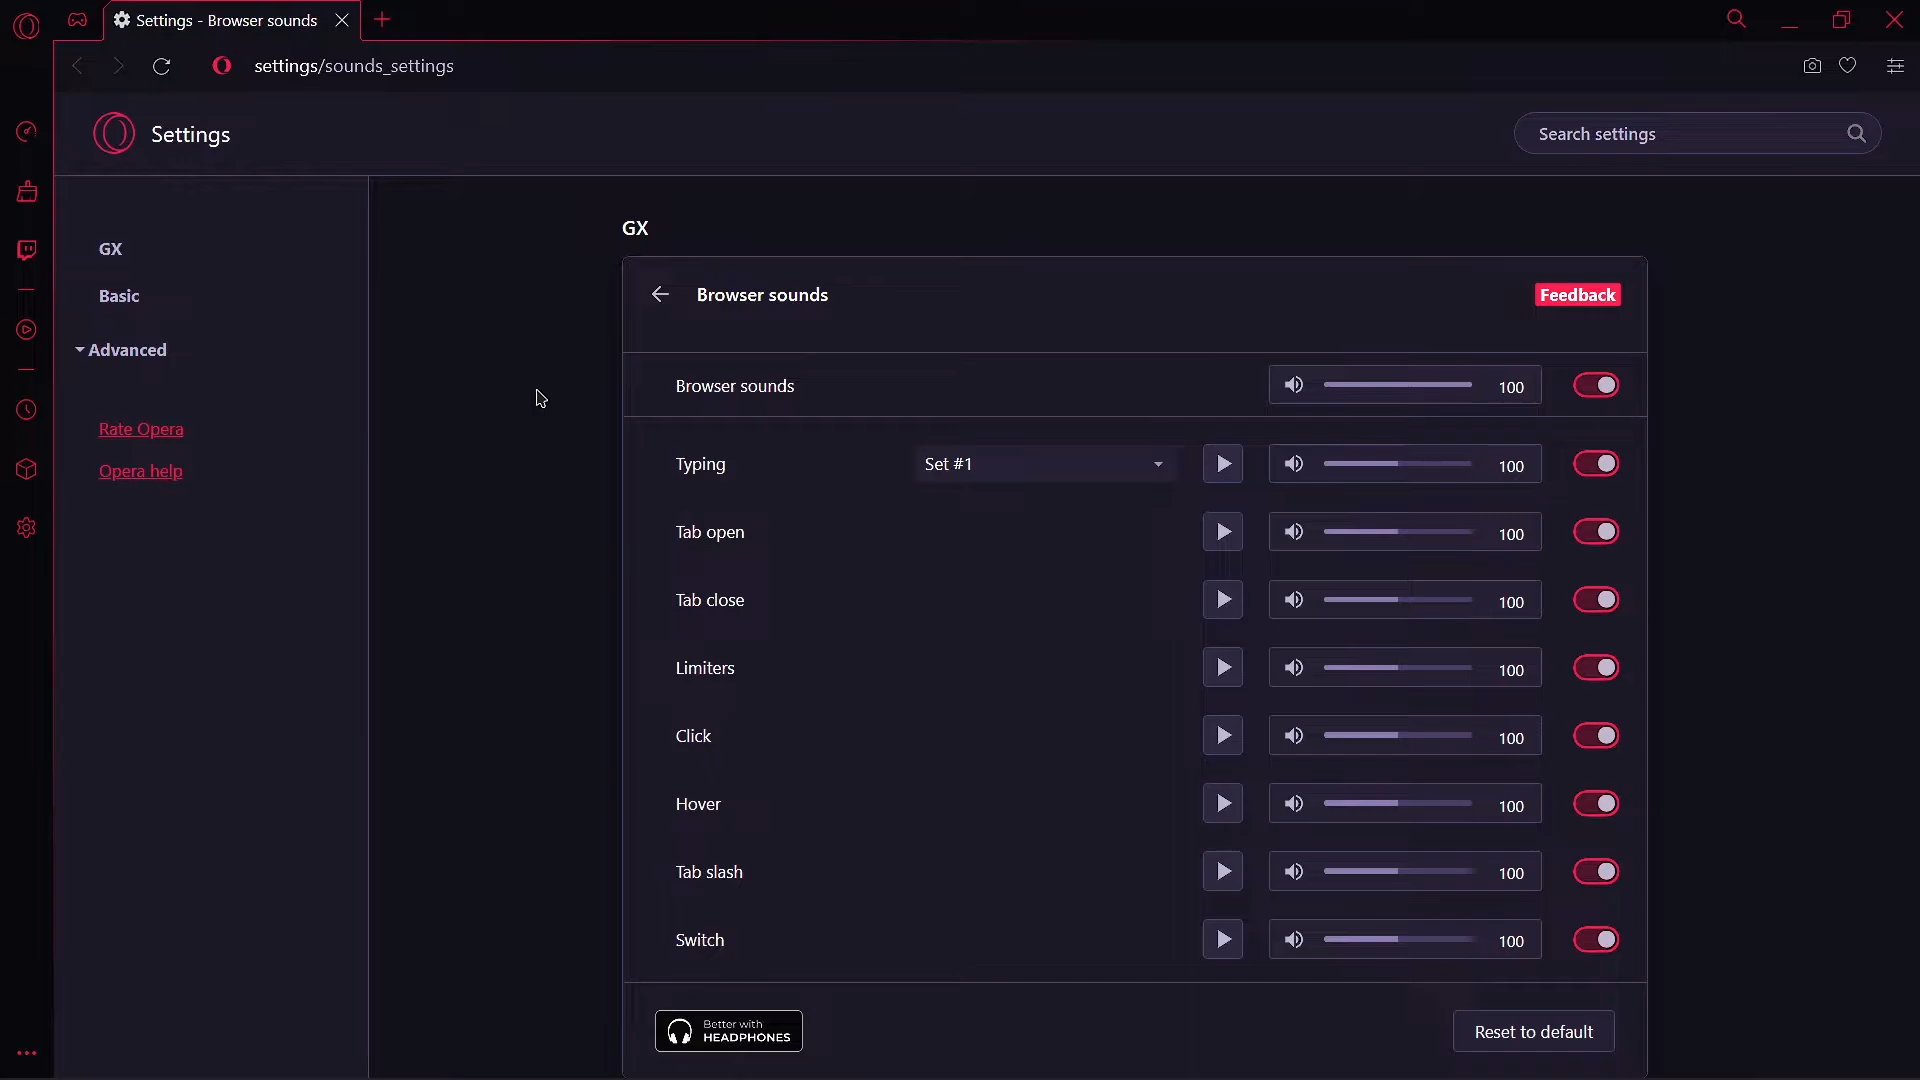 Settings - Browser sounds
settings/sounds_settings
Settings
Search settings
GX
Basic
Advanced
Rate Opera
Opera help
GX
Browser sounds
Feedback
Browser sounds
100
Typing
Set #1
100
Tab open
100
Tab close
100
Limiters
100
Click
100
Hover
100
Tab slash
100
Switch
100
Better with
HEADPHONES
Reset to default